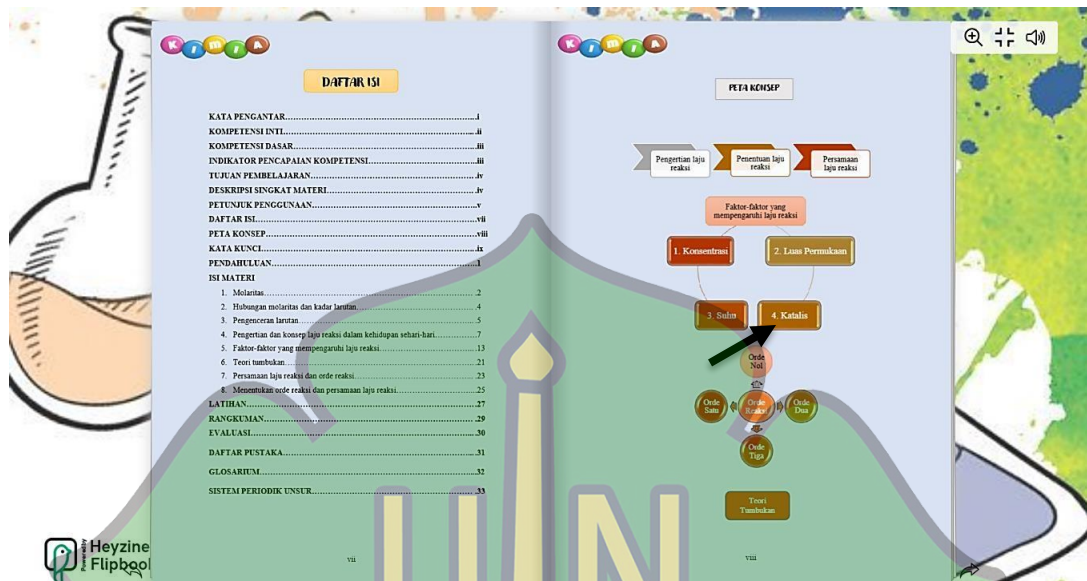 KIMIA
DAFTAR ISI
KATA PENGANTAR.....i
KOMPETENSI INTI.....ii
KOMPETENSI DASAR.....iii
INDIKATOR PENCAPAIAN KOMPETENSI.....iii
TUJUAN PEMBELAJARAN.....iv
DESKRIPSI SINGKAT MATERI.....iv
PETUNJUK PENGGUNAAN.....v
DAFTAR ISI.....vii
PETA KONSEP.....viii
KATA KUNCI.....ix
PENDAHULUAN.....1
ISI MATERI
1. Molaritas.....2
2. Hubungan molaritas dan kadar larutan.....4
3. Pengenceran larutan.....5
4. Pengertian dan konsep laju reaksi dalam kehidupan sehari-hari.....7
5. Faktor-faktor yang mempengaruhi laju reaksi.....13
6. Teori tumbukan.....21
7. Persamaan laju reaksi dan orde reaksi.....23
8. Menentukan orde reaksi dan persamaan laju reaksi.....25
LATIHAN.....27
RANGKUMAN.....29
EVALUASI.....30
DAFTAR PUSTAKA.....31
GLOSARIUM.....32
SISTEM PERIODIK UNSUR.....33
vii
KIMIA
PETA KONSEP
Pengertian laju
reaksi
Penentuan laju
reaksi
Persamaan
laju reaksi
Faktor-faktor yang
mempengaruhi laju reaksi
1. Konsentrasi
2. Luas Permukaan
3. Suhu
4. Katalis
Orde
Nol
Orde
Satu
Orde
Reaksi
Orde
Dua
Orde
Tiga
Teori
Tumbukan
viii
UIN
Powered by
Heyzine
Flipbook